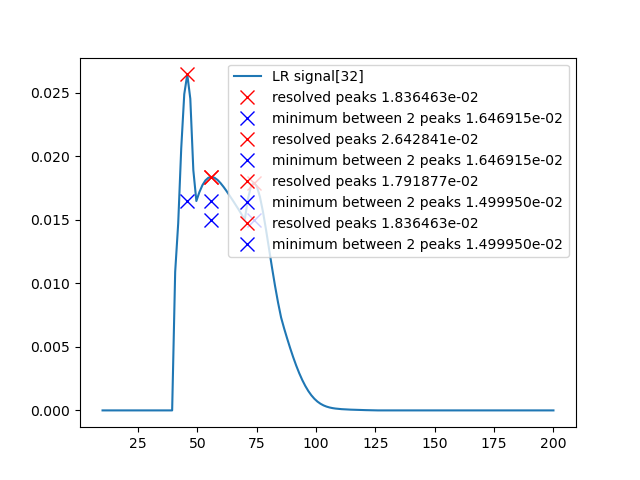 LR signal[32]
resolved peaks 1.836463e-02
minimum between 2 peaks 1.646915e-02
resolved peaks 2.642841e-02
minimum between 2 peaks 1.646915e-02
resolved peaks 1.791877e-02
minimum between 2 peaks 1.499950e-02
resolved peaks 1.836463e-02
minimum between 2 peaks 1.499950e-02
0.025
0.020
0.015
0.010
0.005
0.000
25 50 75 100 125 150 175 200